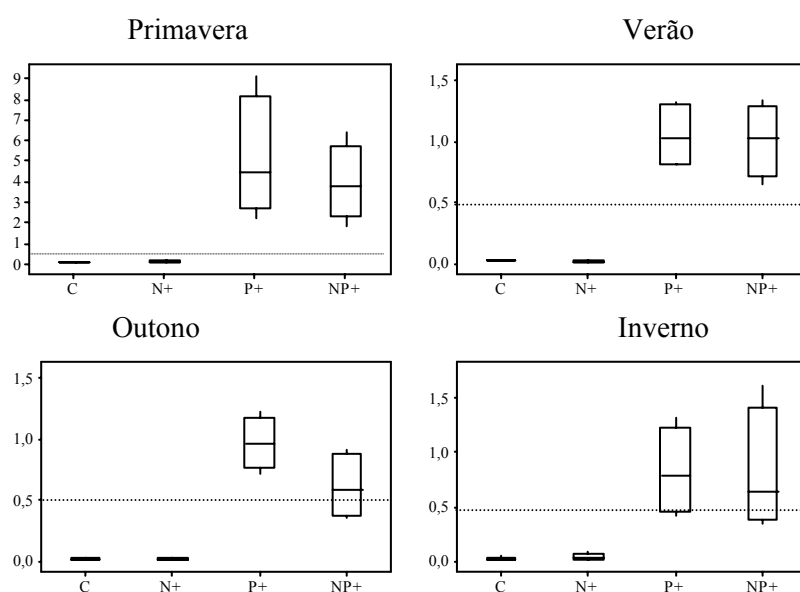 Primavera
Verão
9
8
7
6
5
4
3
2
1
0
C N+ P+ NP+
1,5
1,0
0,5
0,0
C N+ P+ NP+
Outono
Inverno
1,5
1,0
0,5
0,0
C N+ P+ NP+
1,5
1,0
0,5
0,0
C N+ P+ NP+